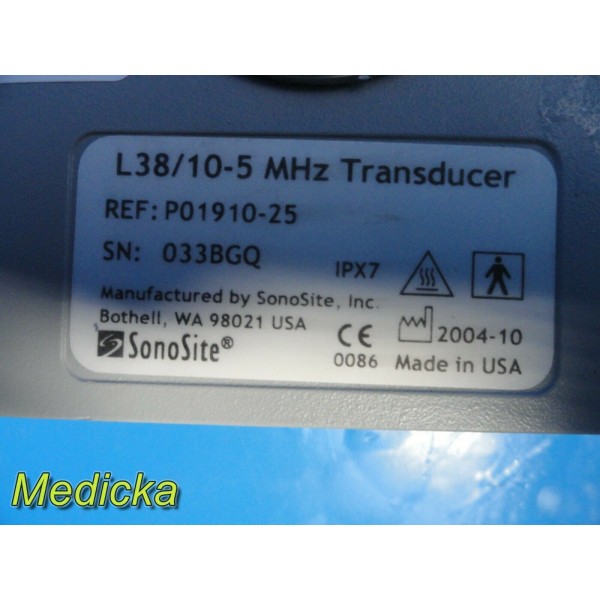 L38/10-5 MHz Transducer
REF: P01910-25
SN: 033BGQ
IPX7
Manufactured by SonoSite, Inc.
Bothell, WA 98021 USA
SonoSite®
CE
0086
2004-10
Made in USA
Medicka